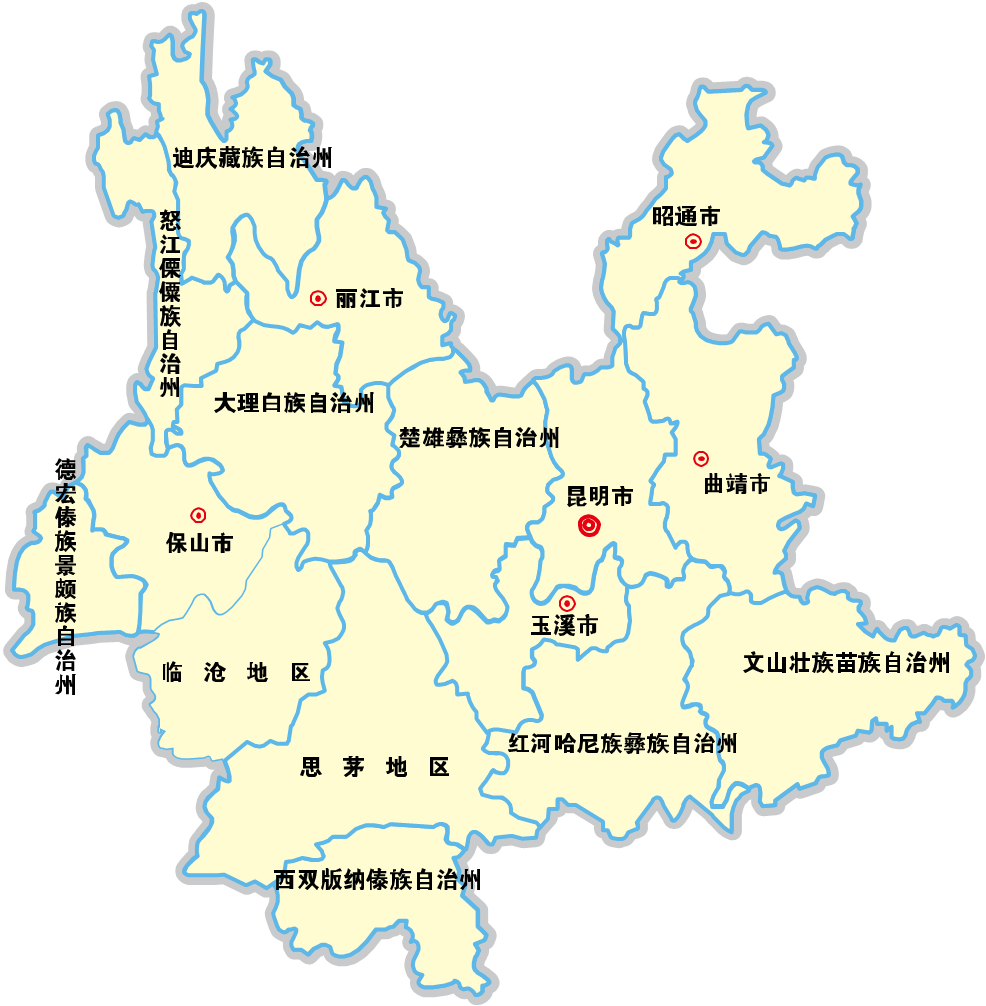 迪庆藏族自治州
怒江傈僳族自治州
昭通市
丽江市
大理白族自治州
楚雄彝族自治州
德宏傣族景颇族自治州
曲靖市
昆明市
保山市
玉溪市
临沧地区
文山壮族苗族自治州
红河哈尼族彝族自治州
思茅地区
西双版纳傣族自治州